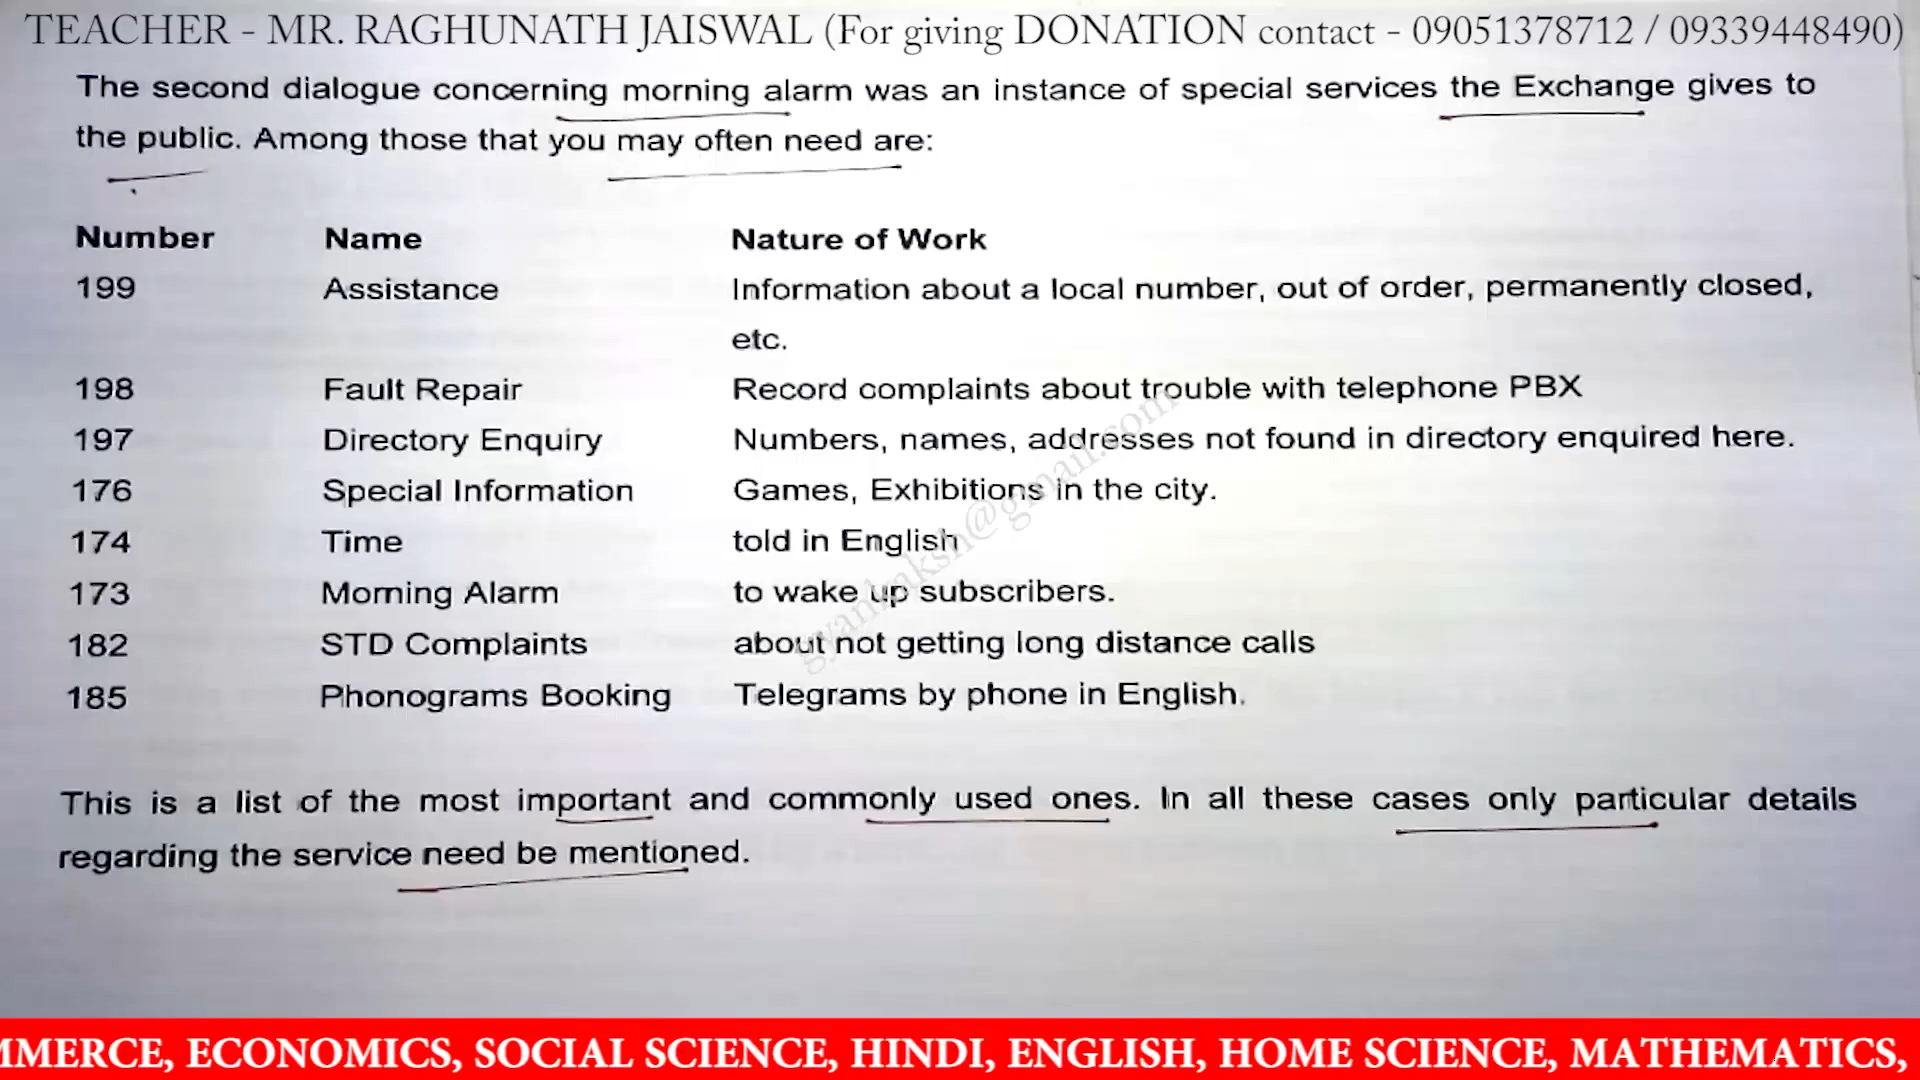 TEACHER - MR. RAGHUNATH JAISWAL (For giving DONATION contact - 09051378712 / 09339448490)
The second dialogue concerning morning alarm was an instance of special services the Exchange gives to
the public. Among those that you may often need are:
Number Name Nature of Work
199 Assistance Information about a local number, out of order, permanently closed,
etc.
198 Fault Repair Record complaints about trouble with telephone PBX
197 Directory Enquiry Numbers, names, addresses not found in directory enquired here.
176 Special Information Games, Exhibitions in the city.
174 Time told in English
173 Morning Alarm to wake up subscribers.
182 STD Complaints about not getting long distance calls
185 Phonograms Booking Telegrams by phone in English.
This is a list of the most important and commonly used ones. In all these cases only particular details
regarding the service need be mentioned.
MMERCE, ECONOMICS, SOCIAL SCIENCE, HINDI, ENGLISH, HOME SCIENCE, MATHEMATICS,